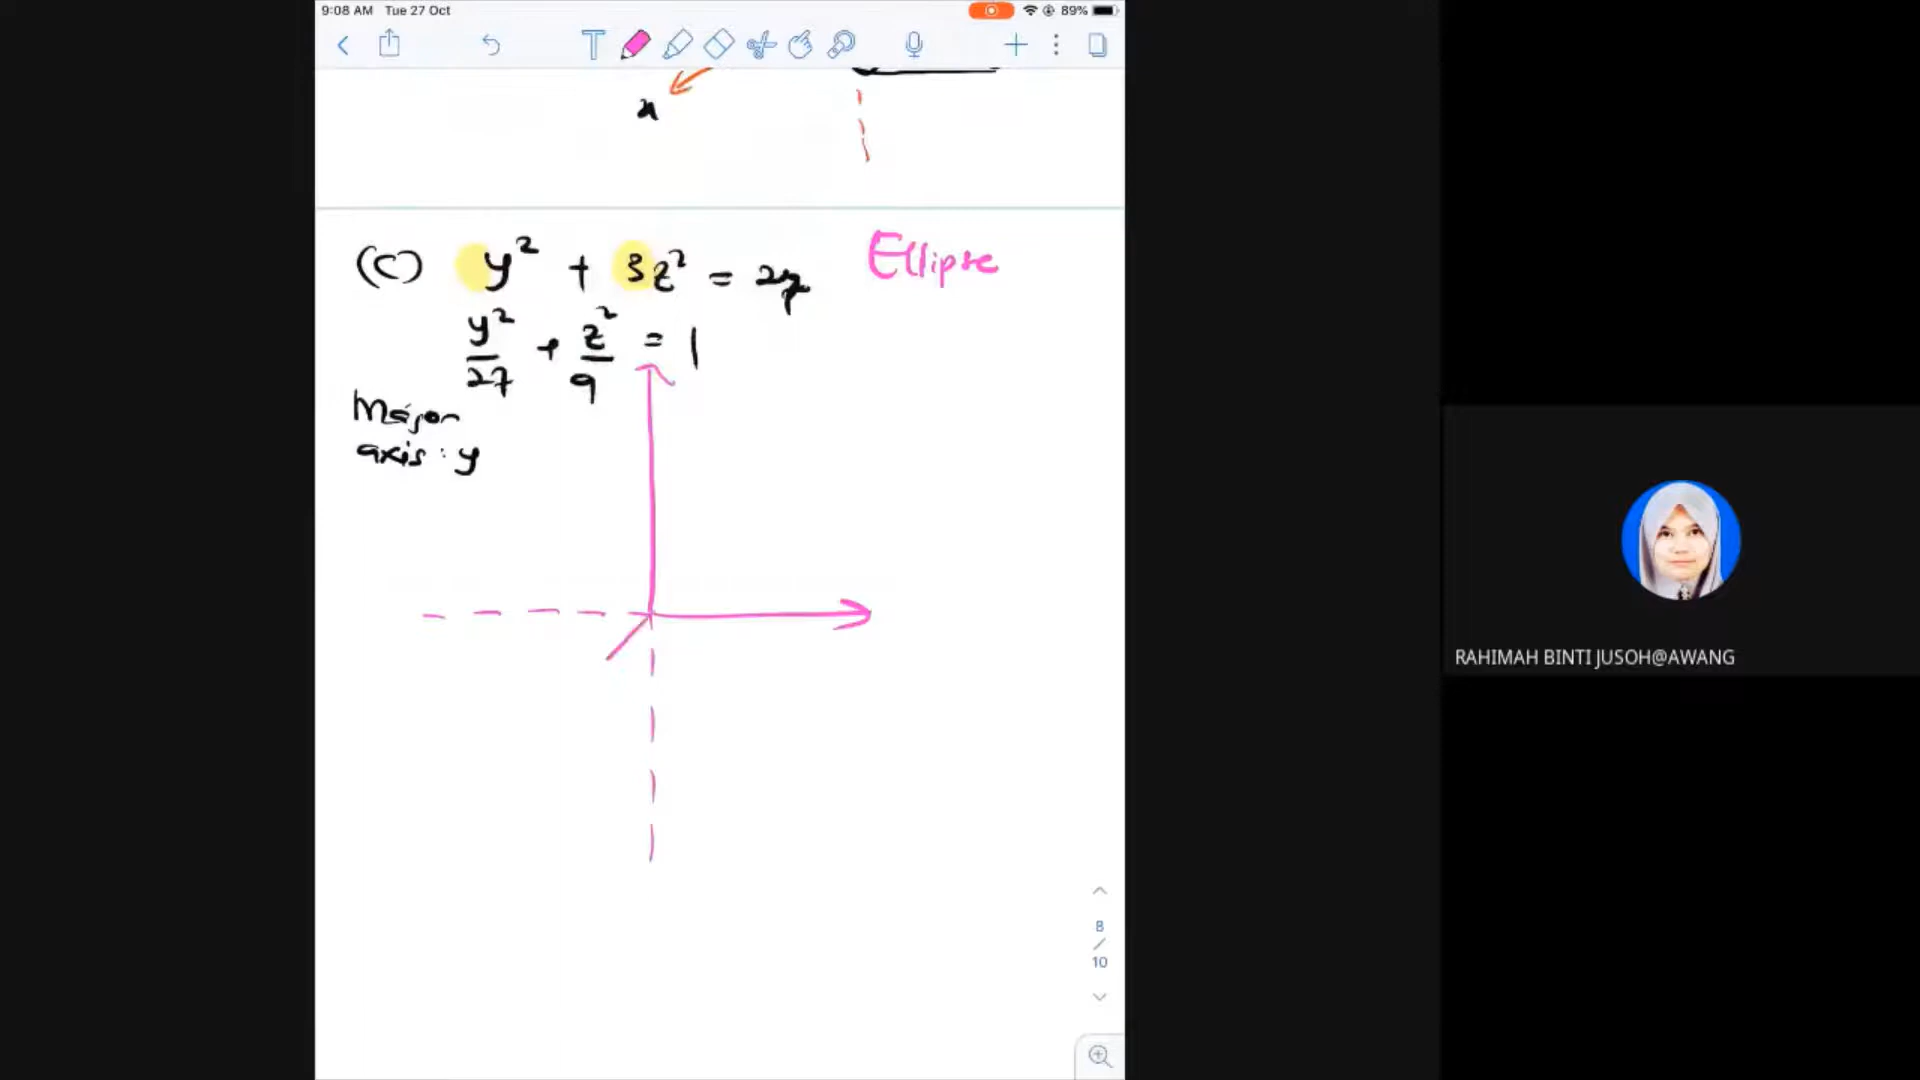 9:08 AM Tue 27 Oct
89%
T
x
(C) y² + 3z² = 27
Ellipse
y²/27 + z²/9 = 1
Major
axis : y
RAHIMAH BINTI JUSOH@AWANG
8
/
10